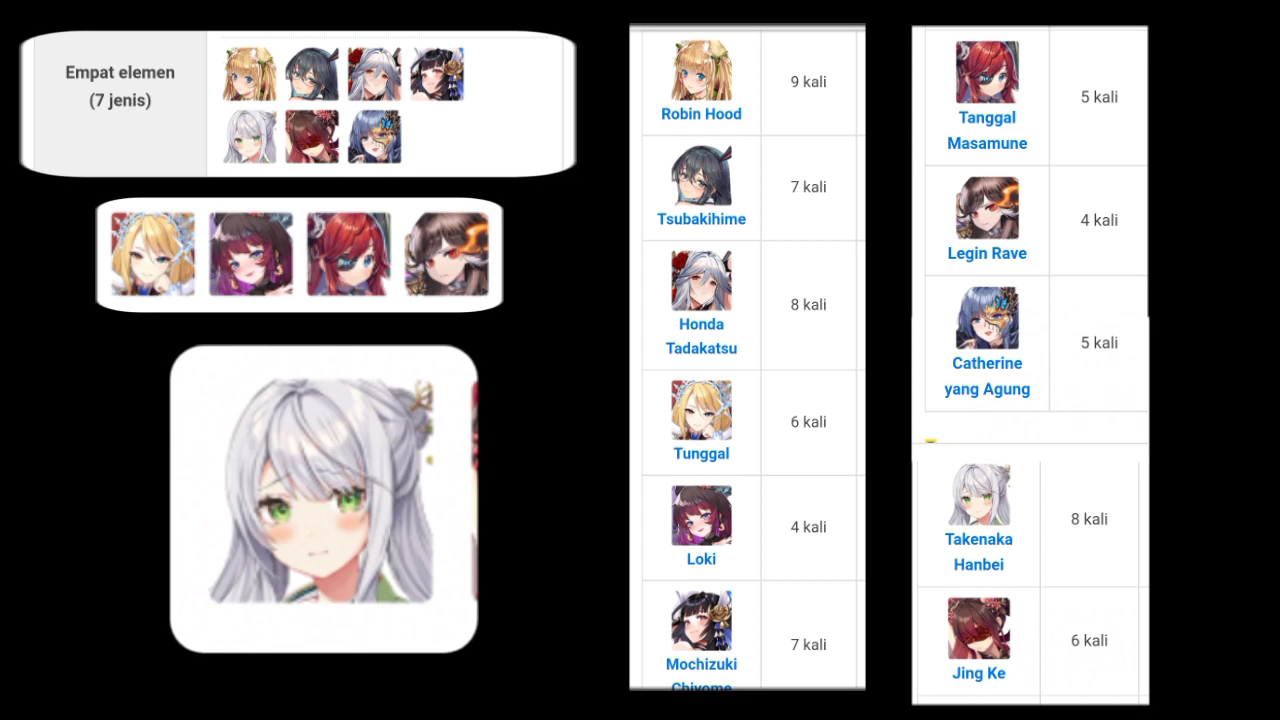 Empat elemen
(7 jenis)
Robin Hood
9 kali
Tsubakihime
7 kali
Honda
Tadakatsu
8 kali
Tunggal
6 kali
Loki
4 kali
Mochizuki
Chiyome
7 kali
Tanggal
Masamune
5 kali
Legin Rave
4 kali
Catherine
yang Agung
5 kali
Takenaka
Hanbei
8 kali
Jing Ke
6 kali